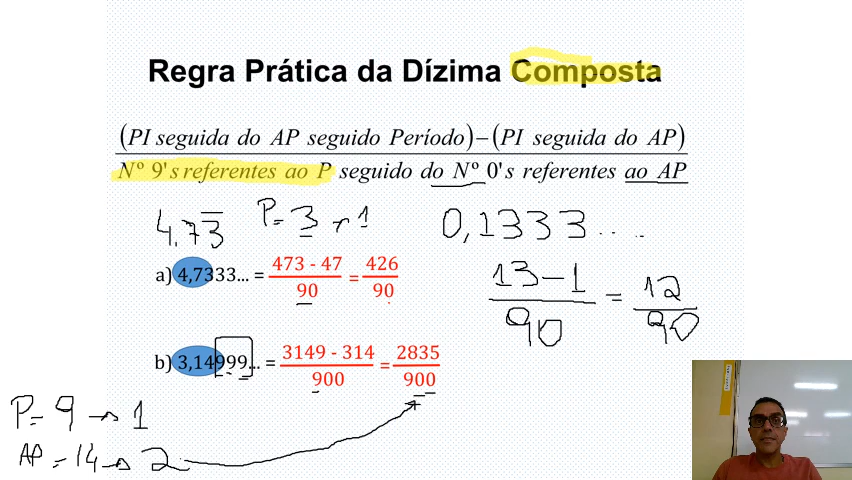 Regra Prática da Dízima Composta
(PI seguida do AP seguido Período) – (PI seguida do AP)
Nº 9's referentes ao P seguido do Nº 0's referentes ao AP
4,73 P = 3 → 1 0,1333...
a) 4,7333... = 473 - 47 / 90 = 426 / 90
13 - 1 / 90 = 12 / 90
b) 3,14999... = 3149 - 314 / 900 = 2835 / 900
P = 9 → 1
AP = 14 → 2